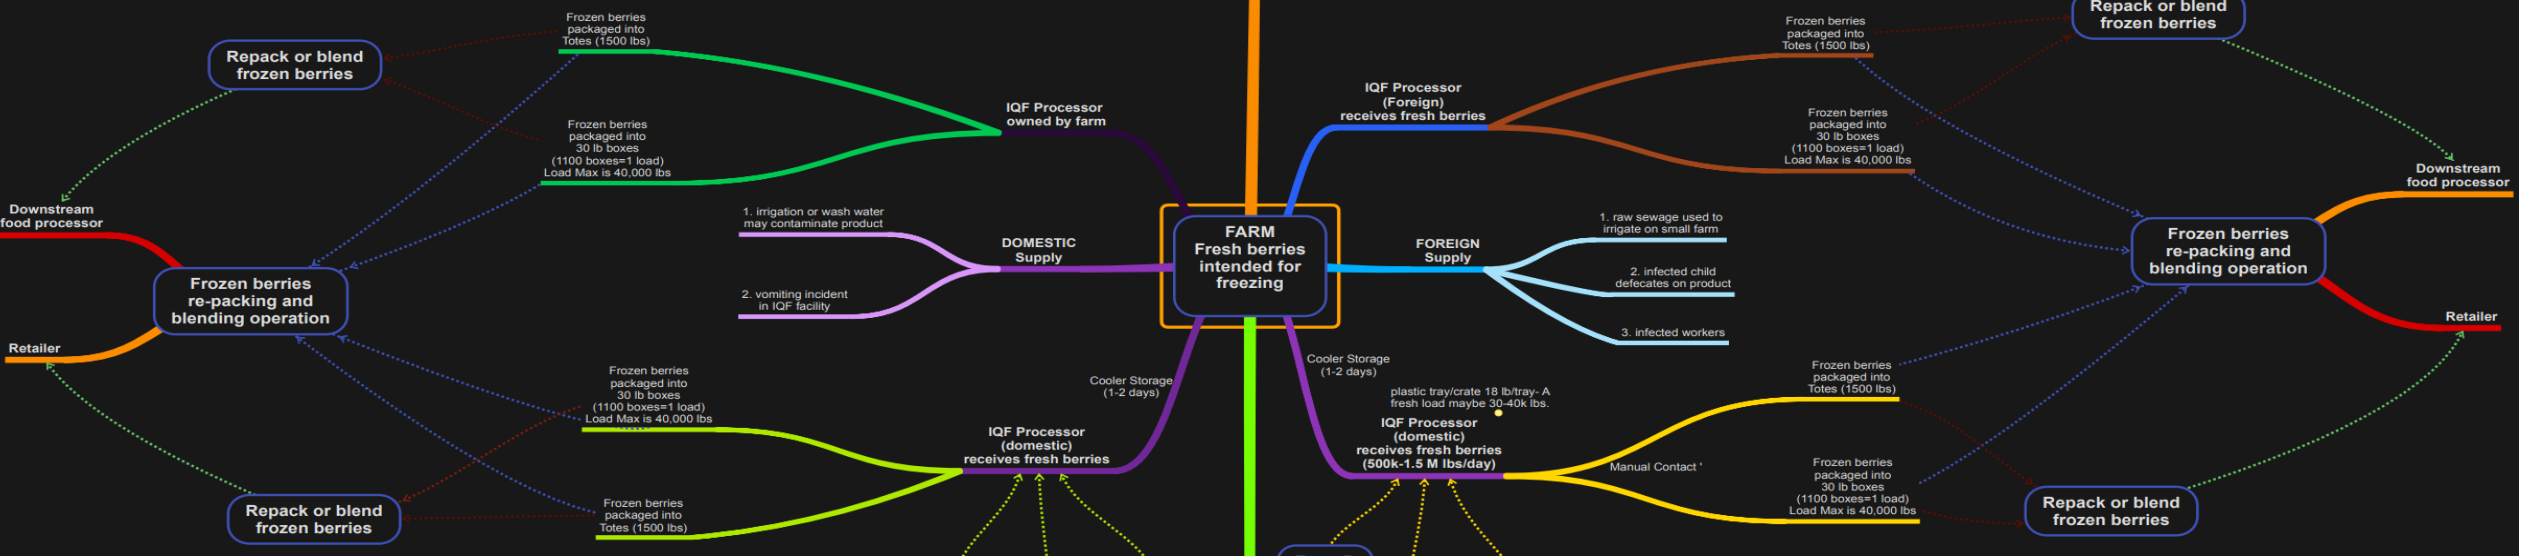 Frozen berries
packaged into
Totes (1500 lbs)
Repack or blend
frozen berries
Frozen berries
packaged into
30 lb boxes
(1100 boxes=1 load)
Load Max is 40,000 lbs
IQF Processor
owned by farm
Downstream
food processor
1. irrigation or wash water
may contaminate product
DOMESTIC
Supply
2. vomiting incident
in IQF facility
Frozen berries
re-packing and
blending operation
Retailer
Frozen berries
packaged into
30 lb boxes
(1100 boxes=1 load)
Load Max is 40,000 lbs
Cooler Storage
(1-2 days)
IQF Processor
(domestic)
receives fresh berries
Frozen berries
packaged into
Totes (1500 lbs)
Repack or blend
frozen berries
FARM
Fresh berries
intended for
freezing
IQF Processor
(Foreign)
receives fresh berries
Frozen berries
packaged into
Totes (1500 lbs)
Repack or blend
frozen berries
Frozen berries
packaged into
30 lb boxes
(1100 boxes=1 load)
Load Max is 40,000 lbs
Downstream
food processor
FOREIGN
Supply
1. raw sewage used to
irrigate on small farm
2. infected child
defecates on product
3. infected workers
Frozen berries
re-packing and
blending operation
Retailer
Cooler Storage
(1-2 days)
plastic tray/crate 18 lb/tray- A
fresh load maybe 30-40k lbs.
IQF Processor
(domestic)
receives fresh berries
(500k-1.5 M lbs/day)
Manual Contact '
Frozen berries
packaged into
Totes (1500 lbs)
Frozen berries
packaged into
30 lb boxes
(1100 boxes=1 load)
Load Max is 40,000 lbs
Repack or blend
frozen berries